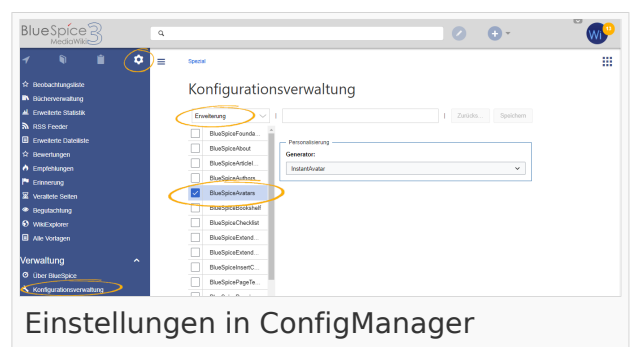 BlueSpice 3
MediaWiki
Wi
Spezial
Konfigurationsverwaltung
Erweiterung
Zurücks...
Speichern
Beobachtungsliste
Bücherverwaltung
Erweiterte Statistik
RSS Feeder
Erweiterte Dateiliste
Bewertungen
Empfehlungen
Erinnerung
Veraltete Seiten
Begutachtung
WikiExplorer
Alle Vorlagen
Verwaltung
Über BlueSpice
Konfigurationsverwaltung
BlueSpiceFounda...
BlueSpiceAbout
BlueSpiceArticleI...
BlueSpiceAuthors
BlueSpiceAvatars
BlueSpiceBookshelf
BlueSpiceChecklist
BlueSpiceExtend...
BlueSpiceExtend...
BlueSpiceInsertC...
BlueSpicePageTe...
Personalisierung
Generator:
InstantAvatar
Einstellungen in ConfigManager